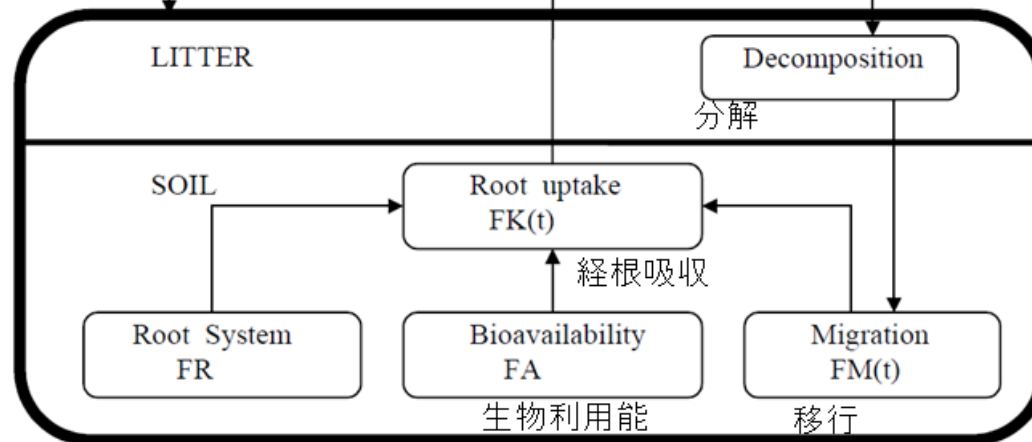 LITTER
Decomposition
分解
SOIL
Root uptake
FK(t)
経根吸収
Root System
FR
Bioavailability
FA
生物利用能
Migration
FM(t)
移行